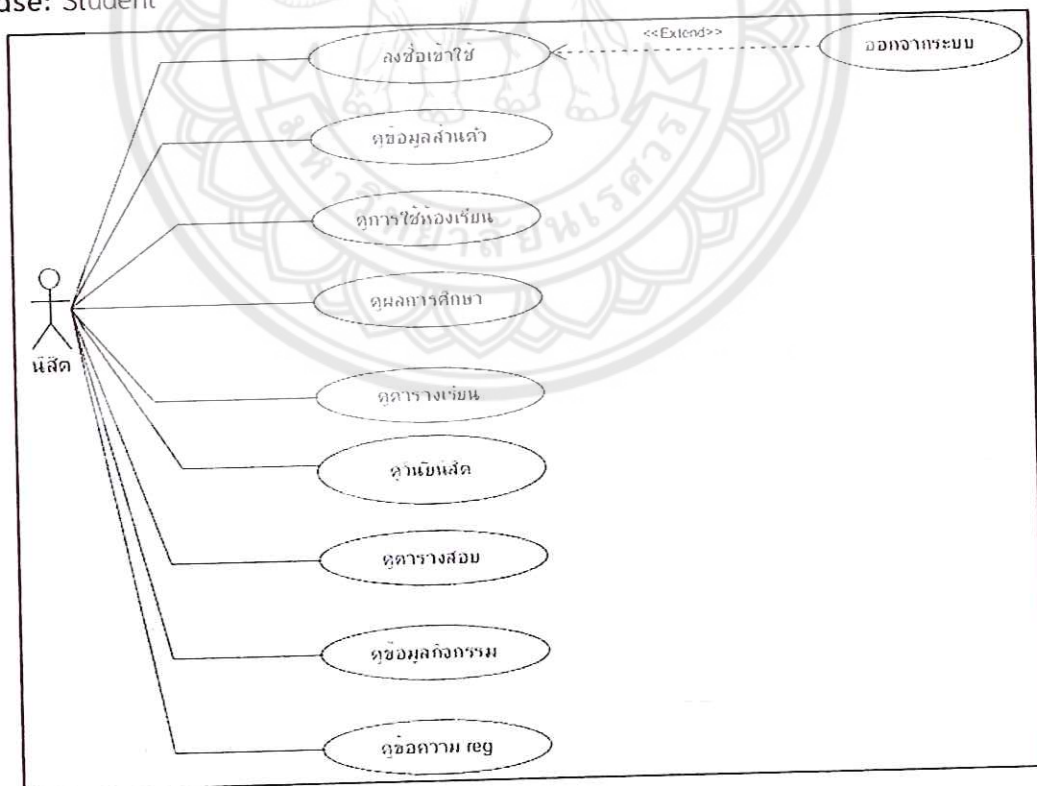 ase: Student
ลงชื่อเข้าใช้
<<Extend>>
ออกจากระบบ
ดูข้อมูลส่วนตัว
ดูการใช้ห้องเรียน
ดูผลการศึกษา
นิสิต
ดูตารางเรียน
ดูวินัยนิสิต
ดูตารางสอบ
ดูข้อมูลกิจกรรม
ดูข้อความ reg